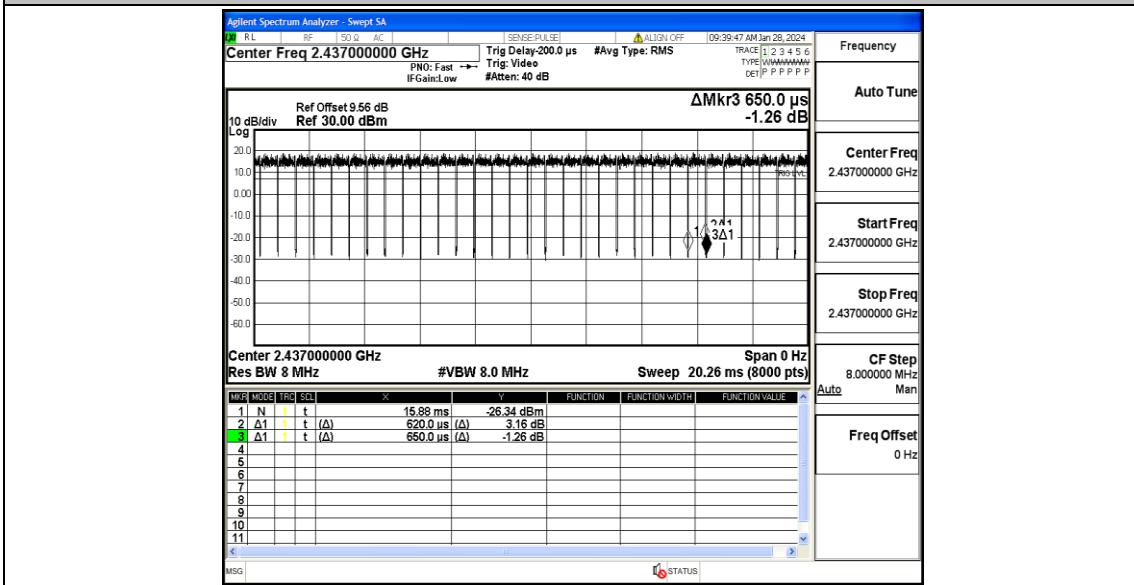 Agilent Spectrum Analyzer - Swept SA
RL RF 50 Ω AC SENSE:PULSE ALIGN OFF 09:39:47 AM Jan 28, 2024
Center Freq 2.437000000 GHz
PNO: Fast
IFGain:Low
Trig Delay-200.0 µs
Trig: Video
#Atten: 40 dB
#Avg Type: RMS
TRACE 1 2 3 4 5 6
TYPE
DET P P P P P P
Frequency
Auto Tune
Center Freq
2.437000000 GHz
Start Freq
2.437000000 GHz
Stop Freq
2.437000000 GHz
CF Step
8.000000 MHz
Auto Man
Freq Offset
0 Hz
ΔMkr3 650.0 µs
-1.26 dB
Ref Offset 9.56 dB
10 dB/div Ref 30.00 dBm
Log
20.0
10.0
0.00
-10.0
-20.0
-30.0
-40.0
-50.0
-60.0
TRIG LVL
1
2Δ1
3Δ1
Center 2.437000000 GHz Span 0 Hz
Res BW 8 MHz #VBW 8.0 MHz Sweep 20.26 ms (8000 pts)
MKR MODE TRC SCL X Y FUNCTION FUNCTION WIDTH FUNCTION VALUE
1 N 1 t 15.88 ms -26.34 dBm
2 Δ1 1 t (Δ) 620.0 µs (Δ) 3.16 dB
3 Δ1 1 t (Δ) 650.0 µs (Δ) -1.26 dB
4
5
6
7
8
9
10
11
MSG STATUS